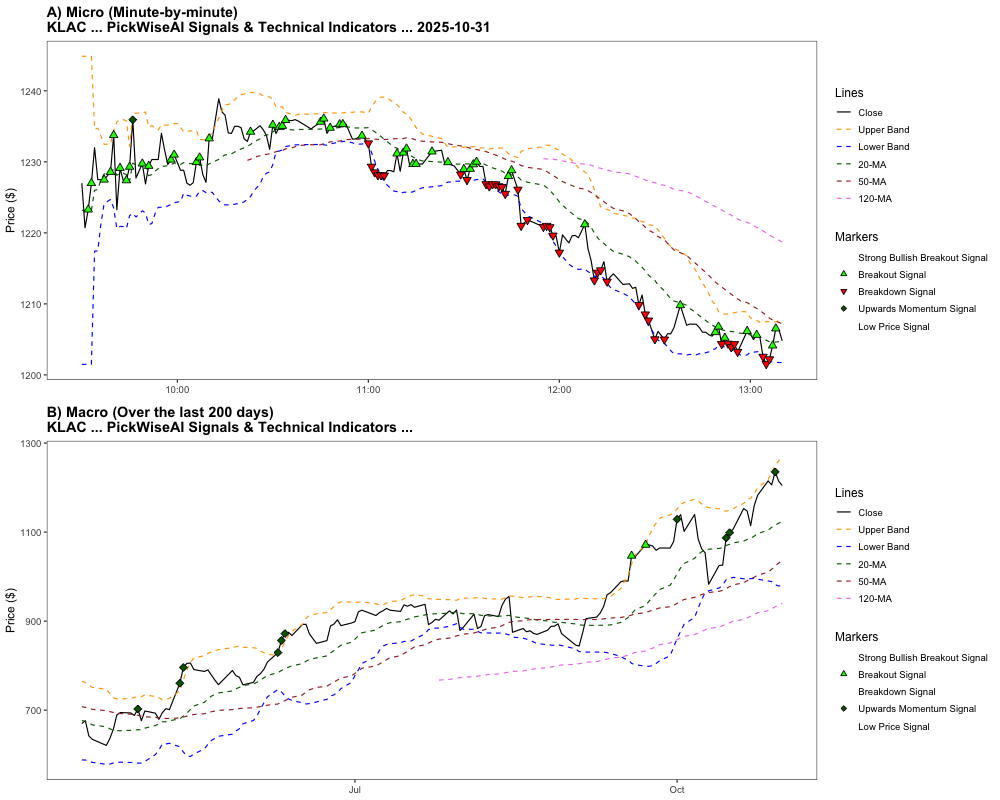 A) Micro (Minute-by-minute)
KLAC ... PickWiseAI Signals & Technical Indicators ... 2025-10-31
Price ($)
1240
1230
1220
1210
1200
10:00
11:00
12:00
13:00
Lines
Close
Upper Band
Lower Band
20-MA
50-MA
120-MA
Markers
Strong Bullish Breakout Signal
Breakout Signal
Breakdown Signal
Upwards Momentum Signal
Low Price Signal
B) Macro (Over the last 200 days)
KLAC ... PickWiseAI Signals & Technical Indicators ...
Price ($)
1300
1100
900
700
Jul
Oct
Lines
Close
Upper Band
Lower Band
20-MA
50-MA
120-MA
Markers
Strong Bullish Breakout Signal
Breakout Signal
Breakdown Signal
Upwards Momentum Signal
Low Price Signal